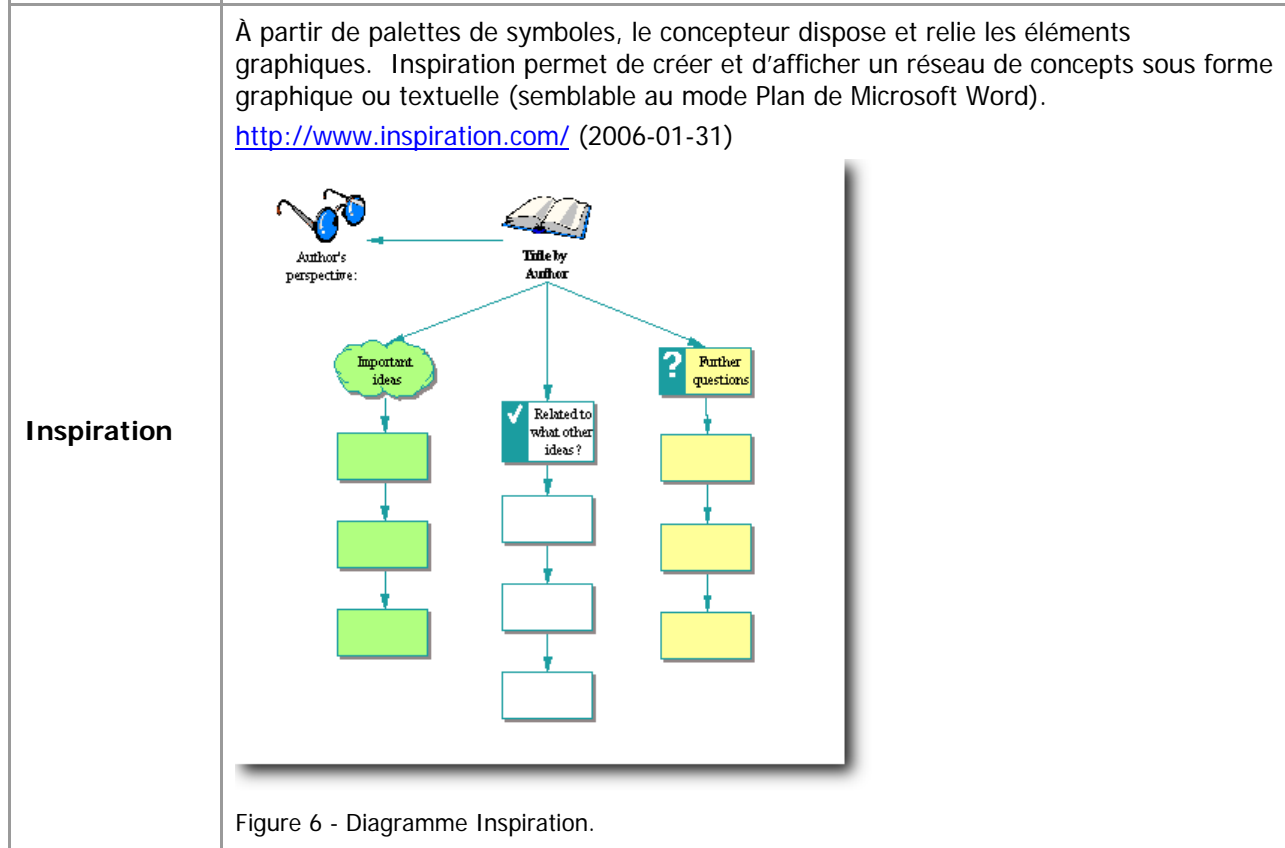 À partir de palettes de symboles, le concepteur dispose et relie les éléments
graphiques.  Inspiration permet de créer et d'afficher un réseau de concepts sous forme
graphique ou textuelle (semblable au mode Plan de Microsoft Word).
http://www.inspiration.com/ (2006-01-31)
Author's
perspective:
Title by
Author
Important
ideas
Further
questions
Related to
what other
ideas?
Inspiration
Figure 6 - Diagramme Inspiration.